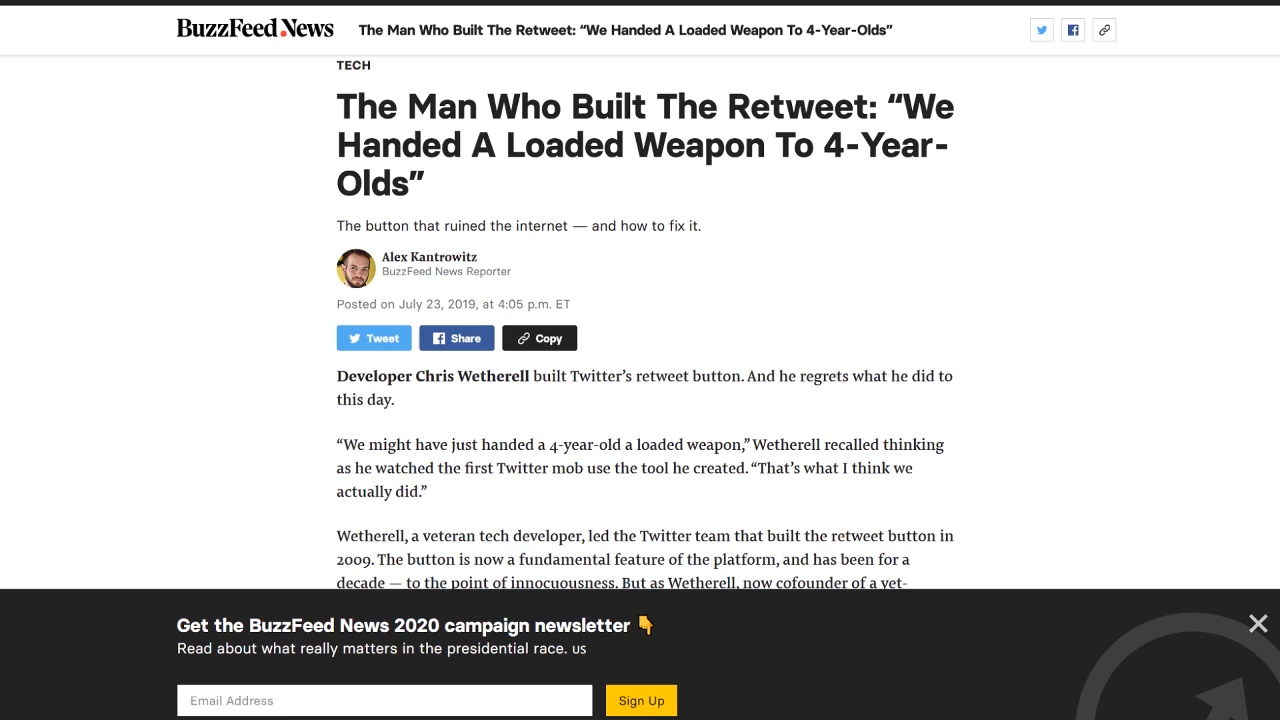 BuzzFeed News
The Man Who Built The Retweet: “We Handed A Loaded Weapon To 4-Year-Olds”
TECH
The Man Who Built The Retweet: “We
Handed A Loaded Weapon To 4-Year-
Olds”
The button that ruined the internet — and how to fix it.
Alex Kantrowitz
BuzzFeed News Reporter
Posted on July 23, 2019, at 4:05 p.m. ET
Tweet Share Copy
Developer Chris Wetherell built Twitter’s retweet button. And he regrets what he did to
this day.
“We might have just handed a 4-year-old a loaded weapon,” Wetherell recalled thinking
as he watched the first Twitter mob use the tool he created. “That’s what I think we
actually did.”
Wetherell, a veteran tech developer, led the Twitter team that built the retweet button in
2009. The button is now a fundamental feature of the platform, and has been for a
decade — to the point of innocuousness. But as Wetherell, now cofounder of a yet-
Get the BuzzFeed News 2020 campaign newsletter 👇
Read about what really matters in the presidential race. US
Email Address
Sign Up